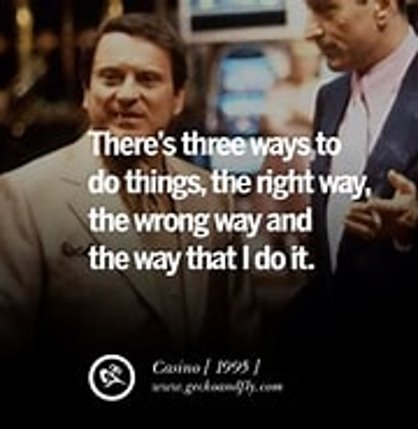 There's three ways to
do things, the right way,
the wrong way and
the way that I do it.
Casino [ 1995 ]
www.geckoandfly.com